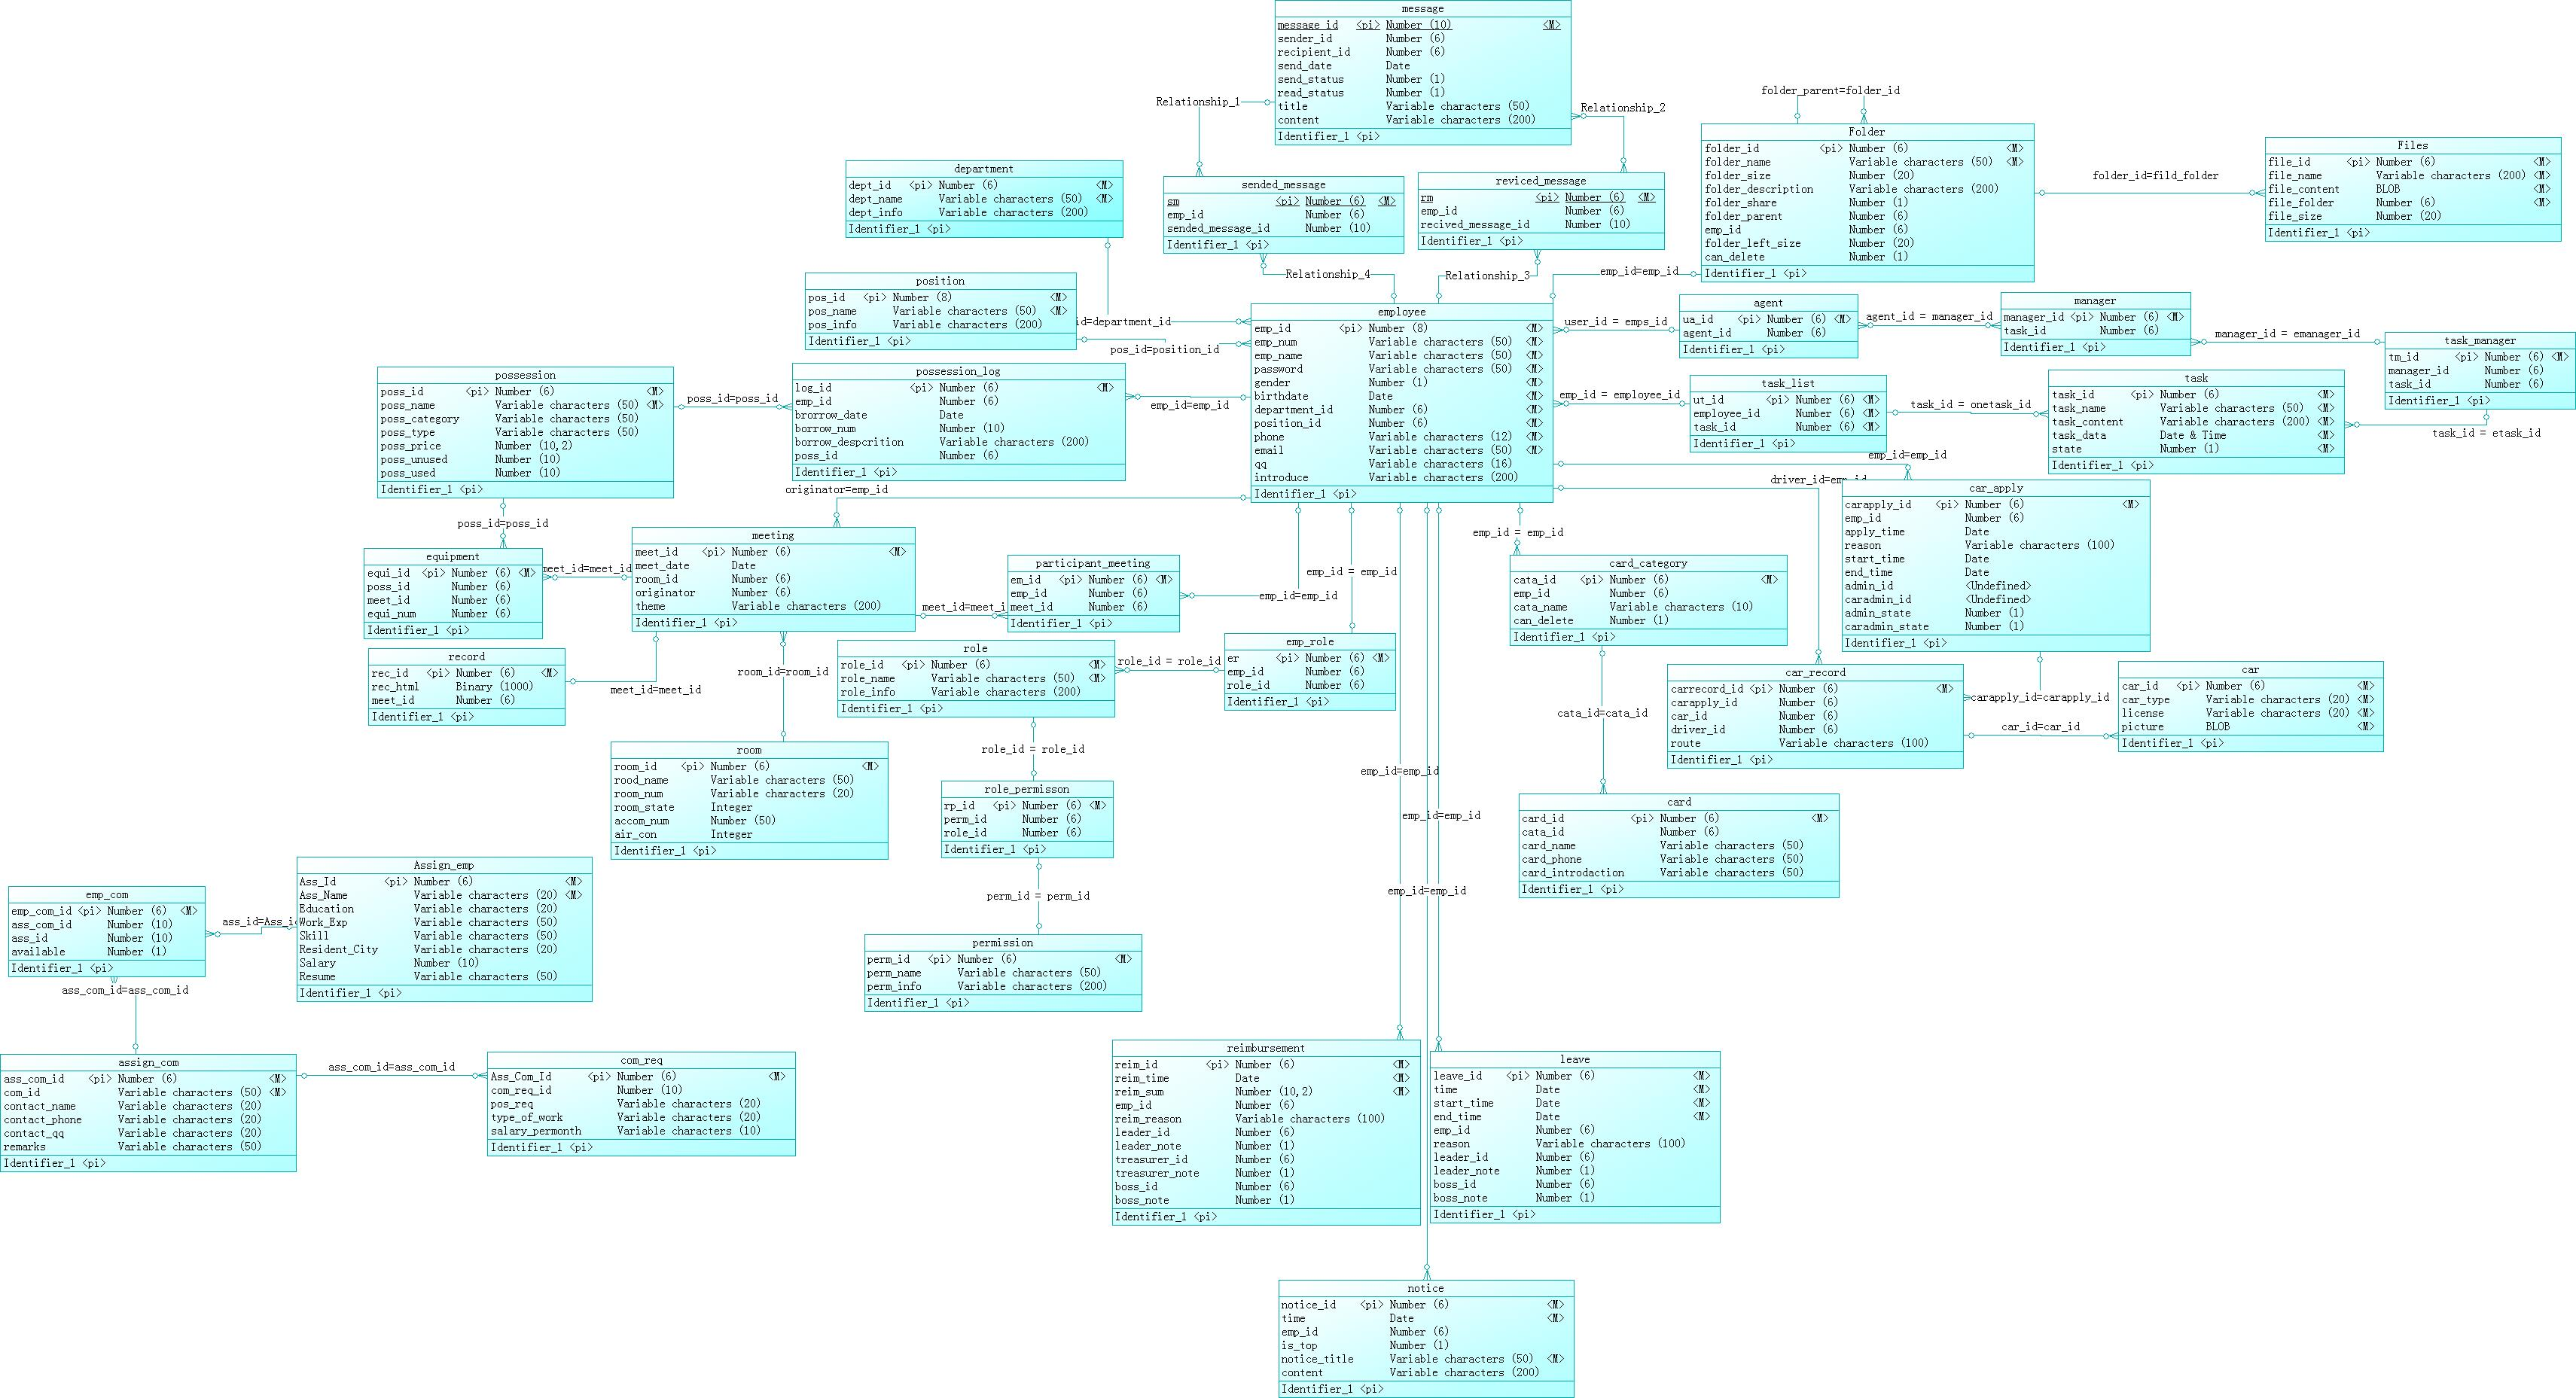 message
message_id <pi> Number (10) <M>
sender_id Number (6)
recipient_id Number (6)
send_date Date
send_status Number (1)
read_status Number (1)
title Variable characters (50)
content Variable characters (200)
Identifier_1 <pi>
Relationship_1
Relationship_2
folder_parent=folder_id
Folder
folder_id <pi> Number (6) <M>
folder_name Variable characters (50) <M>
folder_size Number (20)
folder_description Variable characters (200)
folder_share Number (1)
folder_parent Number (6)
emp_id Number (6)
folder_left_size Number (20)
can_delete Number (1)
Identifier_1 <pi>
folder_id=fild_folder
Files
file_id <pi> Number (6) <M>
file_name Variable characters (200) <M>
file_content BLOB <M>
file_folder Number (6) <M>
file_size Number (20)
Identifier_1 <pi>
department
dept_id <pi> Number (6) <M>
dept_name Variable characters (50) <M>
dept_info Variable characters (200)
Identifier_1 <pi>
sended_message
sm <pi> Number (6) <M>
emp_id Number (6)
sended_message_id Number (10)
Identifier_1 <pi>
reviced_message
rm <pi> Number (6) <M>
emp_id Number (6)
recived_message_id Number (10)
Identifier_1 <pi>
Relationship_4
Relationship_3
emp_id=emp_id
position
pos_id <pi> Number (8) <M>
pos_name Variable characters (50) <M>
pos_info Variable characters (200)
Identifier_1 <pi>
id=department_id
pos_id=position_id
employee
emp_id <pi> Number (8) <M>
emp_num Variable characters (50) <M>
emp_name Variable characters (50) <M>
password Variable characters (50) <M>
gender Number (1) <M>
birthdate Date <M>
department_id Number (6) <M>
position_id Number (6) <M>
phone Variable characters (12) <M>
email Variable characters (50) <M>
qq Variable characters (16)
introduce Variable characters (200)
Identifier_1 <pi>
user_id = emps_id
agent
ua_id <pi> Number (6) <M>
agent_id Number (6)
Identifier_1 <pi>
agent_id = manager_id
manager
manager_id <pi> Number (6) <M>
task_id Number (6)
Identifier_1 <pi>
manager_id = emanager_id
task_manager
tm_id <pi> Number (6) <M>
manager_id Number (6)
task_id Number (6)
Identifier_1 <pi>
possession
poss_id <pi> Number (6) <M>
poss_name Variable characters (50) <M>
poss_category Variable characters (50)
poss_type Variable characters (50)
poss_price Number (10,2)
poss_unused Number (10)
poss_used Number (10)
Identifier_1 <pi>
poss_id=poss_id
possession_log
log_id <pi> Number (6) <M>
emp_id Number (6)
brorrow_date Date
borrow_num Number (10)
borrow_despcrition Variable characters (200)
poss_id Number (6)
Identifier_1 <pi>
emp_id=emp_id
emp_id = employee_id
task_list
ut_id <pi> Number (6) <M>
employee_id Number (6) <M>
task_id Number (6) <M>
Identifier_1 <pi>
task_id = onetask_id
task
task_id <pi> Number (6) <M>
task_name Variable characters (50) <M>
task_content Variable characters (200) <M>
task_data Date & Time <M>
state Number (1) <M>
Identifier_1 <pi>
task_id = etask_id
emp_id=emp_id
driver_id=emp_id
originator=emp_id
poss_id=poss_id
equipment
equi_id <pi> Number (6) <M>
poss_id Number (6)
meet_id Number (6)
equi_num Number (6)
Identifier_1 <pi>
meet_id=meet_id
meeting
meet_id <pi> Number (6) <M>
meet_date Date
room_id Number (6)
originator Number (6)
theme Variable characters (200)
Identifier_1 <pi>
meet_id=meet_i
participant_meeting
em_id <pi> Number (6) <M>
emp_id Number (6)
meet_id Number (6)
Identifier_1 <pi>
emp_id=emp_id
emp_id = emp_id
emp_id = emp_id
card_category
cata_id <pi> Number (6) <M>
emp_id Number (6)
cata_name Variable characters (10)
can_delete Number (1)
Identifier_1 <pi>
car_apply
carapply_id <pi> Number (6) <M>
emp_id Number (6)
apply_time Date
reason Variable characters (100)
start_time Date
end_time Date
admin_id <Undefined>
caradmin_id <Undefined>
admin_state Number (1)
caradmin_state Number (1)
Identifier_1 <pi>
record
rec_id <pi> Number (6) <M>
rec_html Binary (1000)
meet_id Number (6)
Identifier_1 <pi>
meet_id=meet_id
room_id=room_id
role
role_id <pi> Number (6) <M>
role_name Variable characters (50) <M>
role_info Variable characters (200)
Identifier_1 <pi>
role_id = role_id
emp_role
er <pi> Number (6) <M>
emp_id Number (6)
role_id Number (6)
Identifier_1 <pi>
car_record
carrecord_id <pi> Number (6) <M>
carapply_id Number (6)
car_id Number (6)
driver_id Number (6)
route Variable characters (100)
Identifier_1 <pi>
carapply_id=carapply_id
car_id=car_id
car
car_id <pi> Number (6) <M>
car_type Variable characters (20) <M>
license Variable characters (20) <M>
picture BLOB <M>
Identifier_1 <pi>
cata_id=cata_id
room
room_id <pi> Number (6) <M>
rood_name Variable characters (50)
room_num Variable characters (20)
room_state Integer
accom_num Number (50)
air_con Integer
Identifier_1 <pi>
role_id = role_id
role_permisson
rp_id <pi> Number (6) <M>
perm_id Number (6)
role_id Number (6)
Identifier_1 <pi>
emp_id=emp_id
emp_id=emp_id
emp_id=emp_id
card
card_id <pi> Number (6) <M>
cata_id Number (6)
card_name Variable characters (50)
card_phone Variable characters (50)
card_introdaction Variable characters (50)
Identifier_1 <pi>
perm_id = perm_id
permission
perm_id <pi> Number (6) <M>
perm_name Variable characters (50)
perm_info Variable characters (200)
Identifier_1 <pi>
emp_com
emp_com_id <pi> Number (6) <M>
ass_com_id Number (10)
ass_id Number (10)
available Number (1)
Identifier_1 <pi>
ass_id=Ass_i
Assign_emp
Ass_Id <pi> Number (6) <M>
Ass_Name Variable characters (20) <M>
Education Variable characters (20)
Work_Exp Variable characters (50)
Skill Variable characters (50)
Resident_City Variable characters (20)
Salary Number (10)
Resume Variable characters (50)
Identifier_1 <pi>
ass_com_id=ass_com_id
assign_com
ass_com_id <pi> Number (6) <M>
com_id Variable characters (50) <M>
contact_name Variable characters (20)
contact_phone Variable characters (20)
contact_qq Variable characters (20)
remarks Variable characters (50)
Identifier_1 <pi>
ass_com_id=ass_com_id
com_req
Ass_Com_Id <pi> Number (6) <M>
com_req_id Number (10)
pos_req Variable characters (20)
type_of_work Variable characters (20)
salary_permonth Variable characters (10)
Identifier_1 <pi>
reimbursement
reim_id <pi> Number (6) <M>
reim_time Date <M>
reim_sum Number (10,2) <M>
emp_id Number (6)
reim_reason Variable characters (100)
leader_id Number (6)
leader_note Number (1)
treasurer_id Number (6)
treasurer_note Number (1)
boss_id Number (6)
boss_note Number (1)
Identifier_1 <pi>
leave
leave_id <pi> Number (6) <M>
time Date <M>
start_time Date <M>
end_time Date <M>
emp_id Number (6)
reason Variable characters (100)
leader_id Number (6)
leader_note Number (1)
boss_id Number (6)
boss_note Number (1)
Identifier_1 <pi>
notice
notice_id <pi> Number (6) <M>
time Date <M>
emp_id Number (6)
is_top Number (1)
notice_title Variable characters (50) <M>
content Variable characters (200)
Identifier_1 <pi>